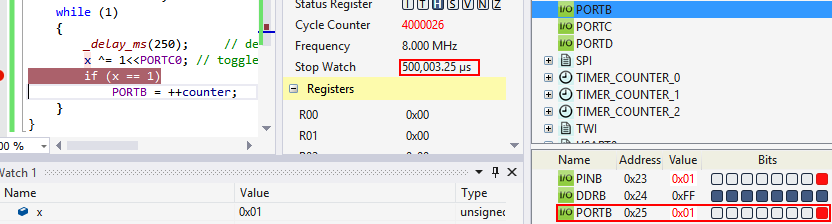 while (1)
{
_delay_ms(250); // de
x ^= 1<<PORTC0; // toggle
if (x == 1)
PORTB = ++counter;
}
}
00 %
Status Register I T H S V N Z
Cycle Counter 4000026
Frequency 8.000 MHz
Stop Watch 500,003.25 µs
Registers
R00 0x00
R01 0x00
I/O PORTB
I/O PORTC
I/O PORTD
SPI
TIMER_COUNTER_0
TIMER_COUNTER_1
TIMER_COUNTER_2
TWI
Watch 1
Name Value Type
x 0x01 unsigned
Name Address Value Bits
I/O PINB 0x23 0x01
I/O DDRB 0x24 0xFF
I/O PORTB 0x25 0x01